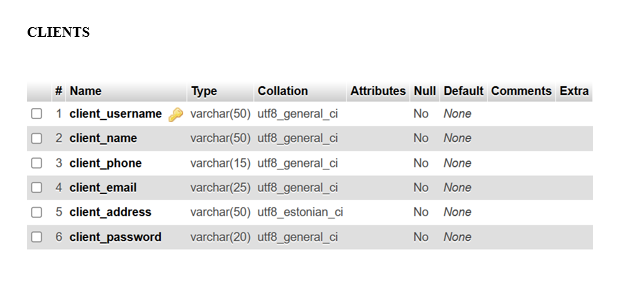 CLIENTS
# Name Type Collation Attributes Null Default Comments Extra
1 client_username varchar(50) utf8_general_ci No None
2 client_name varchar(50) utf8_general_ci No None
3 client_phone varchar(15) utf8_general_ci No None
4 client_email varchar(25) utf8_general_ci No None
5 client_address varchar(50) utf8_estonian_ci No None
6 client_password varchar(20) utf8_general_ci No None